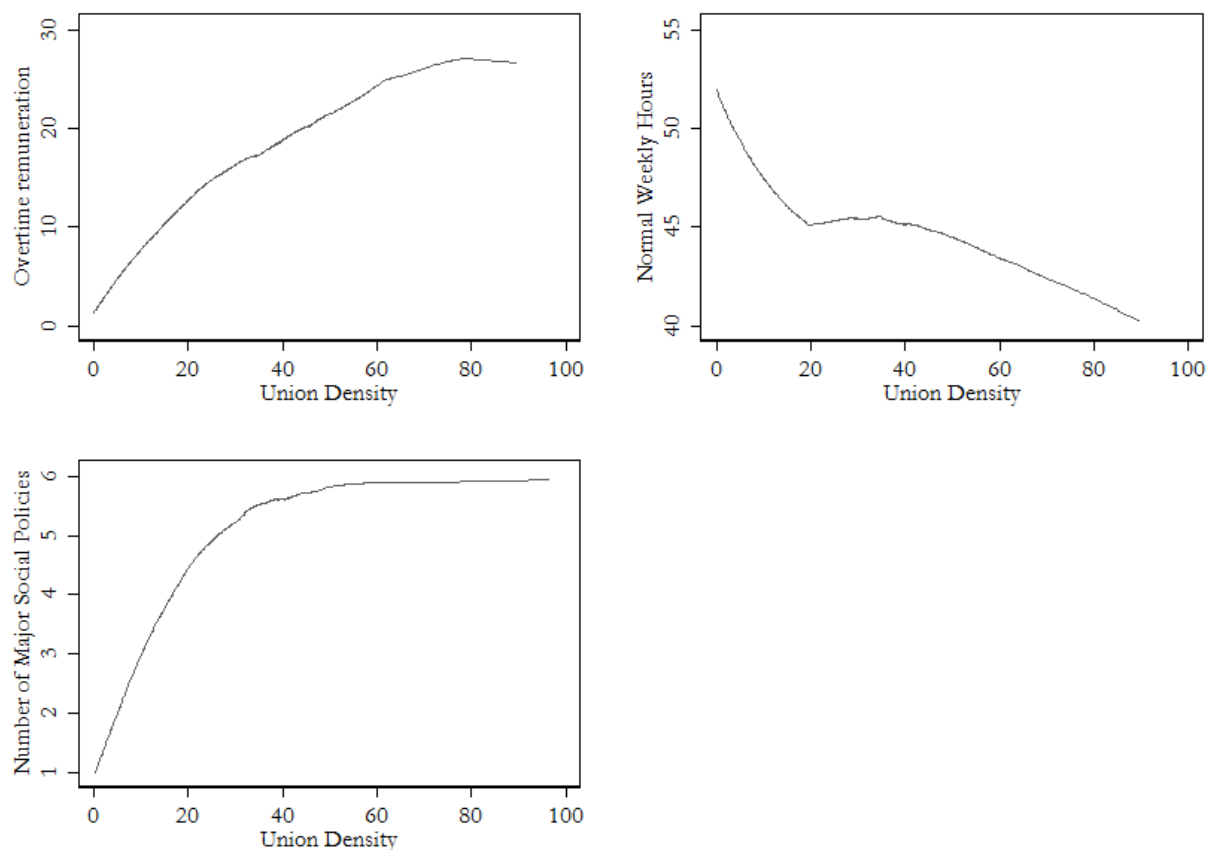 Overtime remuneration
30
20
10
0
0 20 40 60 80 100
Union Density
Normal Weekly Hours
55
50
45
40
0 20 40 60 80 100
Union Density
Number of Major Social Policies
6
5
4
3
2
1
0 20 40 60 80 100
Union Density